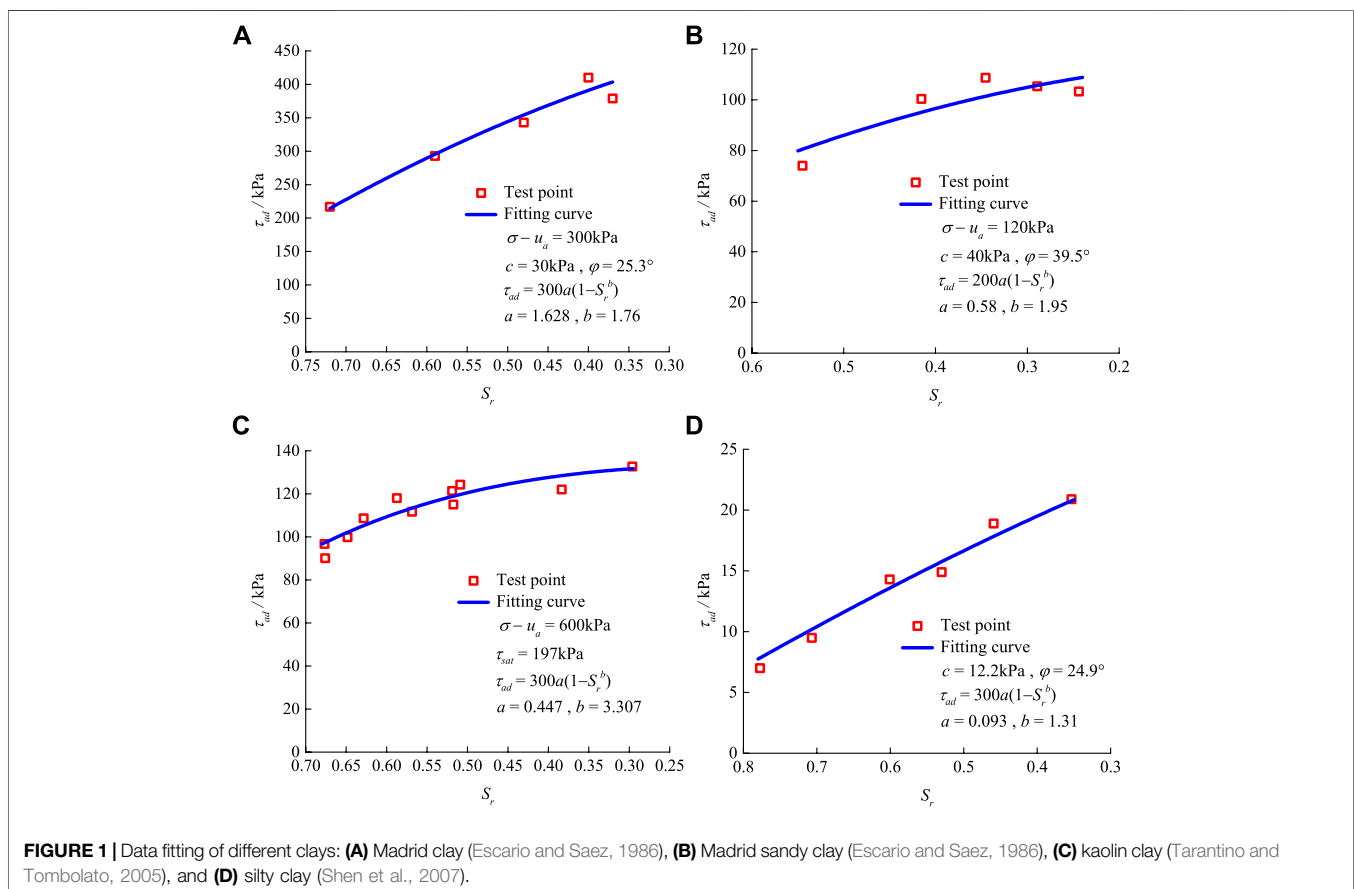 A
450
400
350
300
250
200
150
100
50
0
τad / kPa
0.75 0.70 0.65 0.60 0.55 0.50 0.45 0.40 0.35 0.30
Sr
Test point
Fitting curve
σ − ua = 300kPa
c = 30kPa , φ = 25.3°
τad = 300a(1−Sr^b)
a = 1.628 , b = 1.76
B
120
100
80
60
40
20
0
τad / kPa
0.6 0.5 0.4 0.3 0.2
Sr
Test point
Fitting curve
σ − ua = 120kPa
c = 40kPa , φ = 39.5°
τad = 200a(1−Sr^b)
a = 0.58 , b = 1.95
C
140
120
100
80
60
40
20
0
τad / kPa
0.70 0.65 0.60 0.55 0.50 0.45 0.40 0.35 0.30 0.25
Sr
Test point
Fitting curve
σ − ua = 600kPa
τsat = 197kPa
τad = 300a(1−Sr^b)
a = 0.447 , b = 3.307
D
25
20
15
10
5
0
τad / kPa
0.8 0.7 0.6 0.5 0.4 0.3
Sr
Test point
Fitting curve
c = 12.2kPa , φ = 24.9°
τad = 300a(1−Sr^b)
a = 0.093 , b = 1.31
FIGURE 1 | Data fitting of different clays: (A) Madrid clay (Escario and Saez, 1986), (B) Madrid sandy clay (Escario and Saez, 1986), (C) kaolin clay (Tarantino and
Tombolato, 2005), and (D) silty clay (Shen et al., 2007).